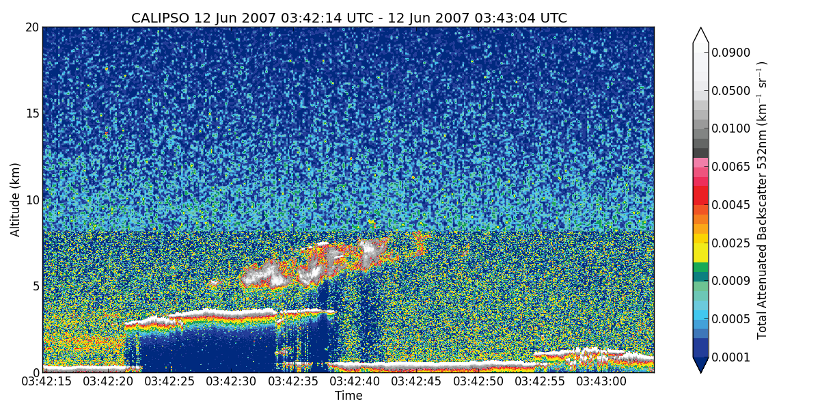 CALIPSO 12 Jun 2007 03:42:14 UTC - 12 Jun 2007 03:43:04 UTC
20
15
10
5
0
Altitude (km)
03:42:15 03:42:20 03:42:25 03:42:30 03:42:35 03:42:40 03:42:45 03:42:50 03:42:55 03:43:00
Time
0.0900
0.0500
0.0100
0.0065
0.0045
0.0025
0.0009
0.0005
0.0001
Total Attenuated Backscatter 532nm (km⁻¹ sr⁻¹)